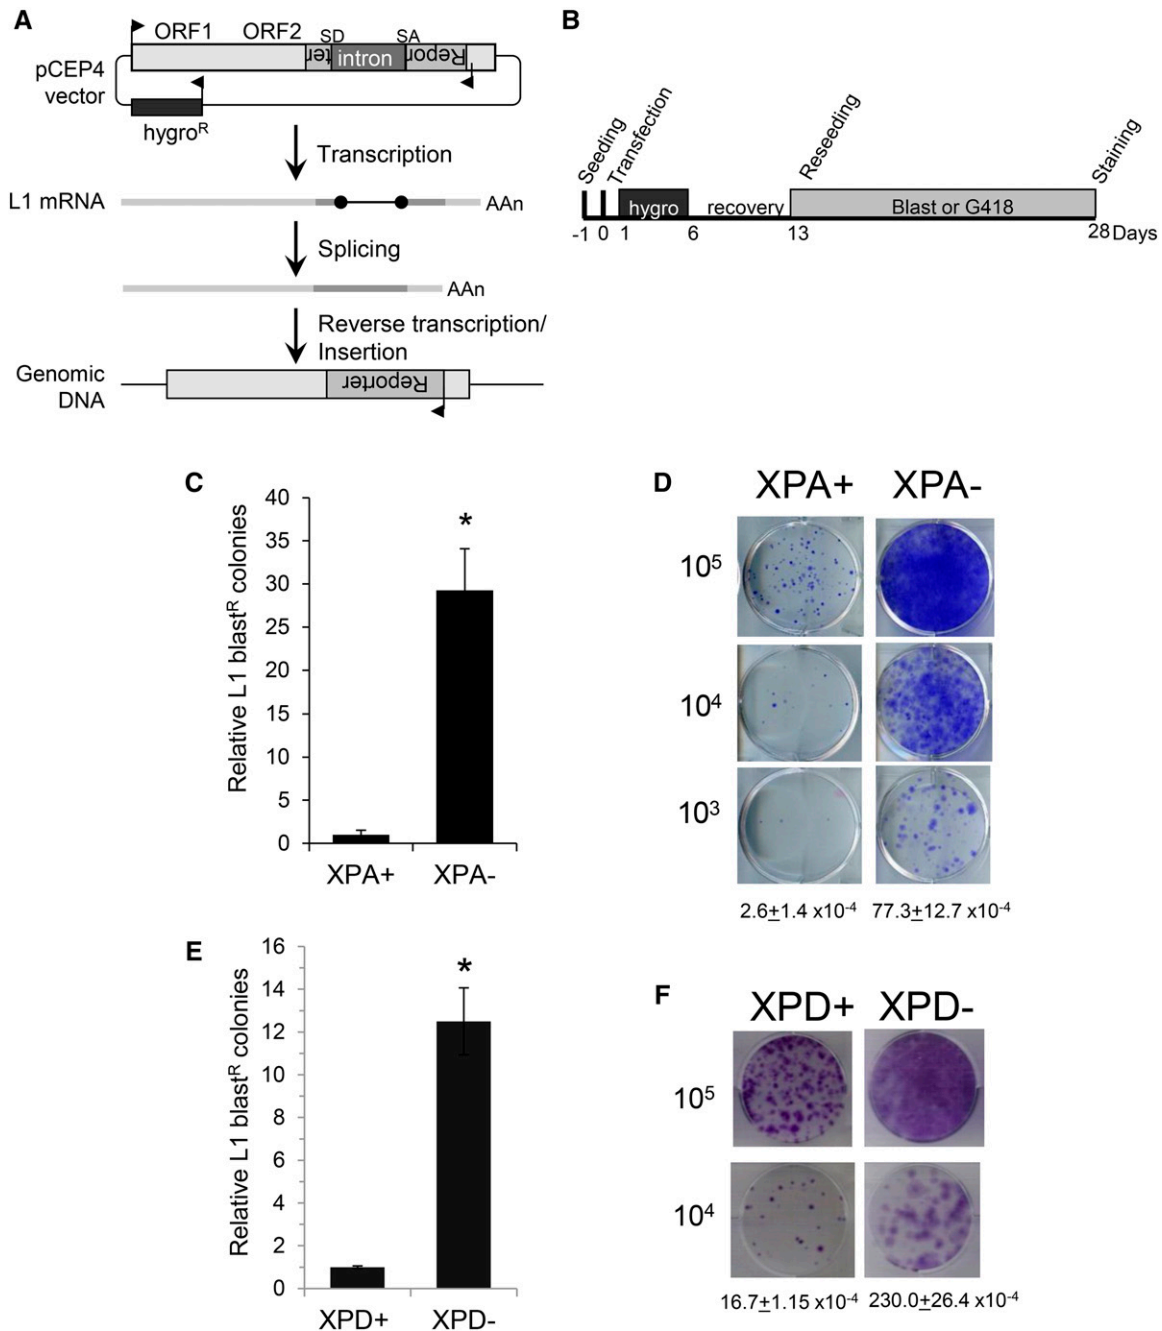 A
ORF1 ORF2 SD SA
ter intron Repor
pCEP4
vector
hygroR
Transcription
L1 mRNA
AAn
Splicing
AAn
Reverse transcription/
Insertion
Genomic
DNA
Reporter
B
Seeding
Transfection
Reseeding
Staining
hygro recovery Blast or G418
-1 0 1 6 13 28 Days
C
Relative L1 blastR colonies
40
35
30
25
20
15
10
5
0
*
XPA+ XPA-
D
XPA+ XPA-
105
104
103
2.6±1.4 x10-4 77.3±12.7 x10-4
E
Relative L1 blastR colonies
16
14
12
10
8
6
4
2
0
*
XPD+ XPD-
F
XPD+ XPD-
105
104
16.7±1.15 x10-4 230.0±26.4 x10-4